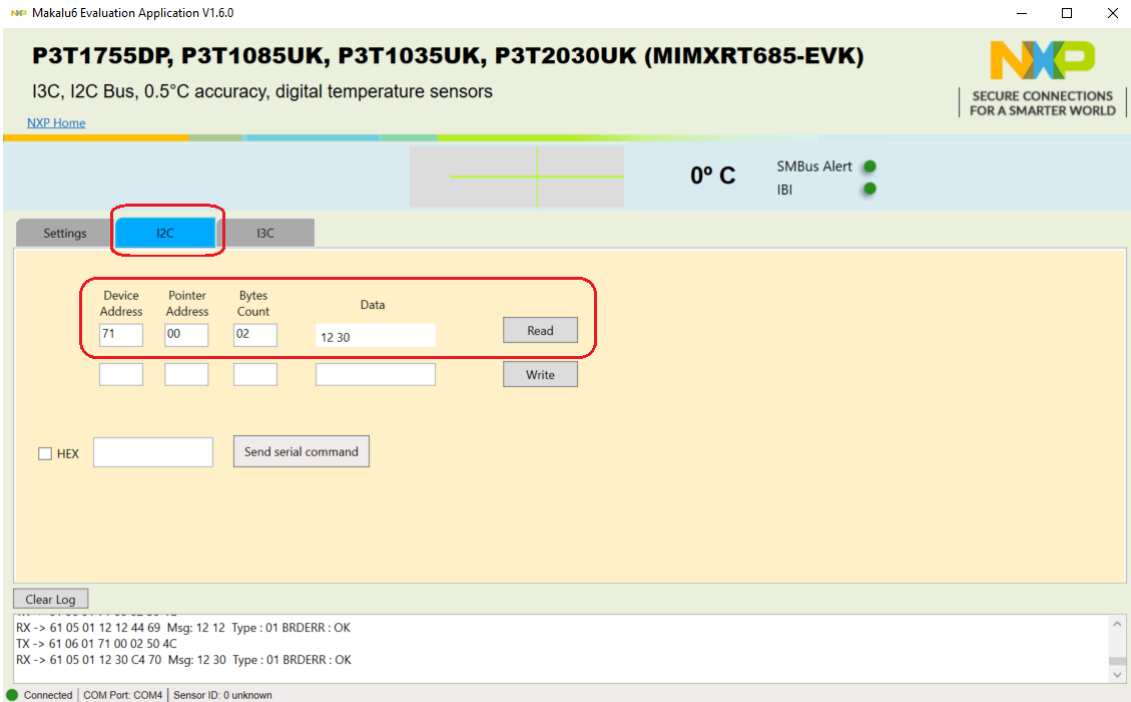 NXP Makalu6 Evaluation Application V1.6.0
P3T1755DP, P3T1085UK, P3T1035UK, P3T2030UK (MIMXRT685-EVK)
I3C, I2C Bus, 0.5°C accuracy, digital temperature sensors
NXP Home
NXP
SECURE CONNECTIONS
FOR A SMARTER WORLD
0° C
SMBus Alert
IBI
Settings I2C I3C
Device Address Pointer Address Bytes Count Data
71 00 02 12 30 Read
Write
HEX Send serial command
Clear Log
RX -> 61 05 01 12 12 44 69 Msg: 12 12 Type : 01 BRDERR : OK
TX -> 61 06 01 71 00 02 50 4C
RX -> 61 05 01 12 30 C4 70 Msg: 12 30 Type : 01 BRDERR : OK
Connected COM Port: COM4 Sensor ID: 0 unknown